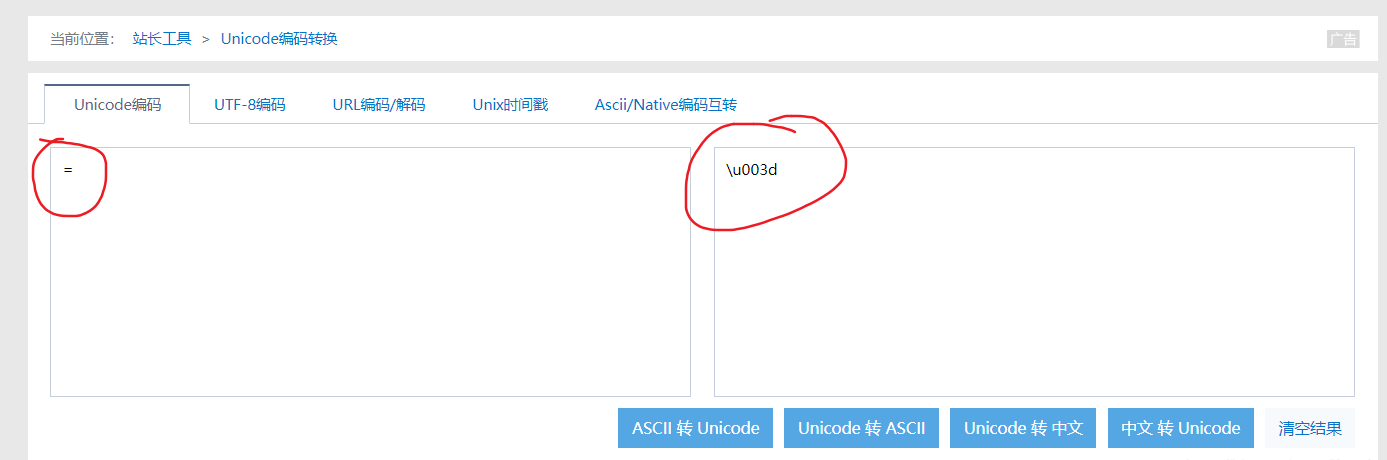 当前位置： 站长工具 > Unicode编码转换
广告
Unicode编码 UTF-8编码 URL编码/解码 Unix时间戳 Ascii/Native编码互转
= \u003d
ASCII 转 Unicode Unicode 转 ASCII Unicode 转 中文 中文 转 Unicode 清空结果